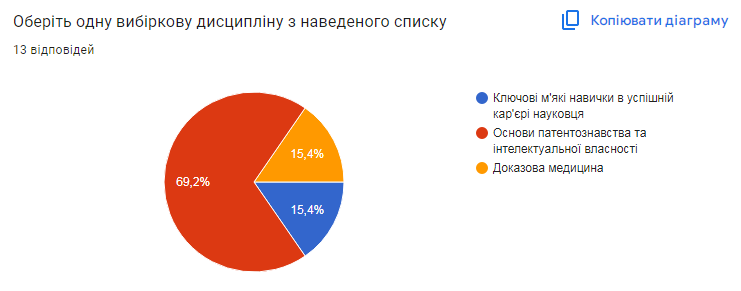 Оберіть одну вибіркову дисципліну з наведеного списку
Копіювати діаграму
13 відповідей
69,2%
15,4%
15,4%
Ключові м'які навички в успішній
кар'єрі науковця
Основи патентознавства та
інтелектуальної власності
Доказова медицина